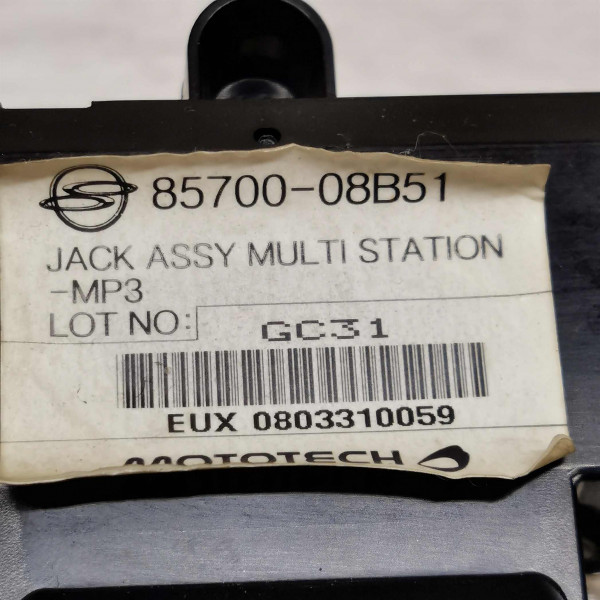 85700-08B51
JACK ASSY MULTI STATION
-MP3
LOT NO: GC31
EUX 0803310059
MOTOTECH